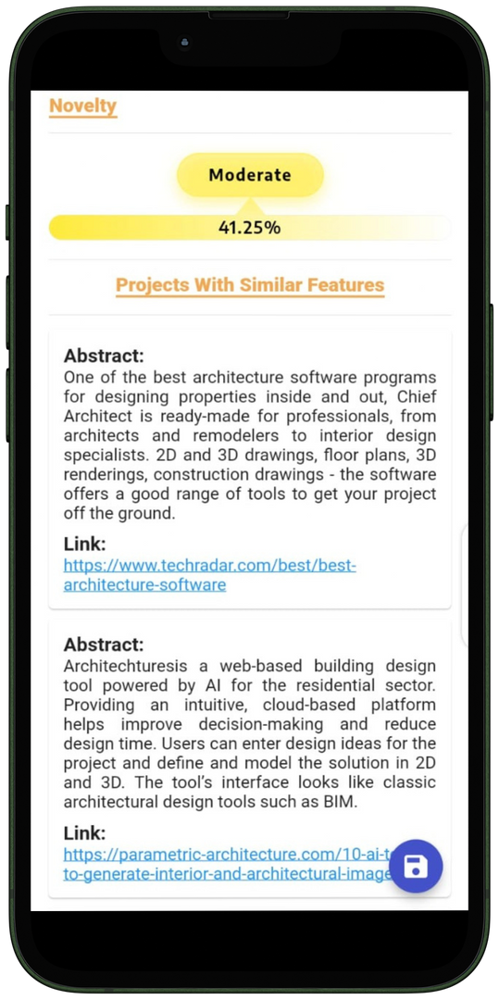 Novelty
Moderate
41.25%
Projects With Similar Features
Abstract:
One of the best architecture software programs
for designing properties inside and out, Chief
Architect is ready-made for professionals, from
architects and remodelers to interior design
specialists. 2D and 3D drawings, floor plans, 3D
renderings, construction drawings - the software
offers a good range of tools to get your project
off the ground.
Link:
https://www.techradar.com/best/best-
architecture-software
Abstract:
Architechturesis a web-based building design
tool powered by AI for the residential sector.
Providing an intuitive, cloud-based platform
helps improve decision-making and reduce
design time. Users can enter design ideas for the
project and define and model the solution in 2D
and 3D. The tool's interface looks like classic
architectural design tools such as BIM.
Link:
https://parametric-architecture.com/10-ai-t
to-generate-interior-and-architectural-image